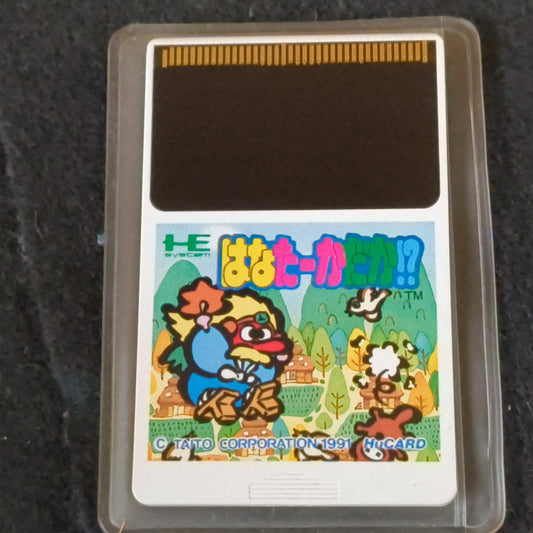 HE
system
はなたーかだか!?
TM
C TAITO CORPORATION 1991 HuCARD